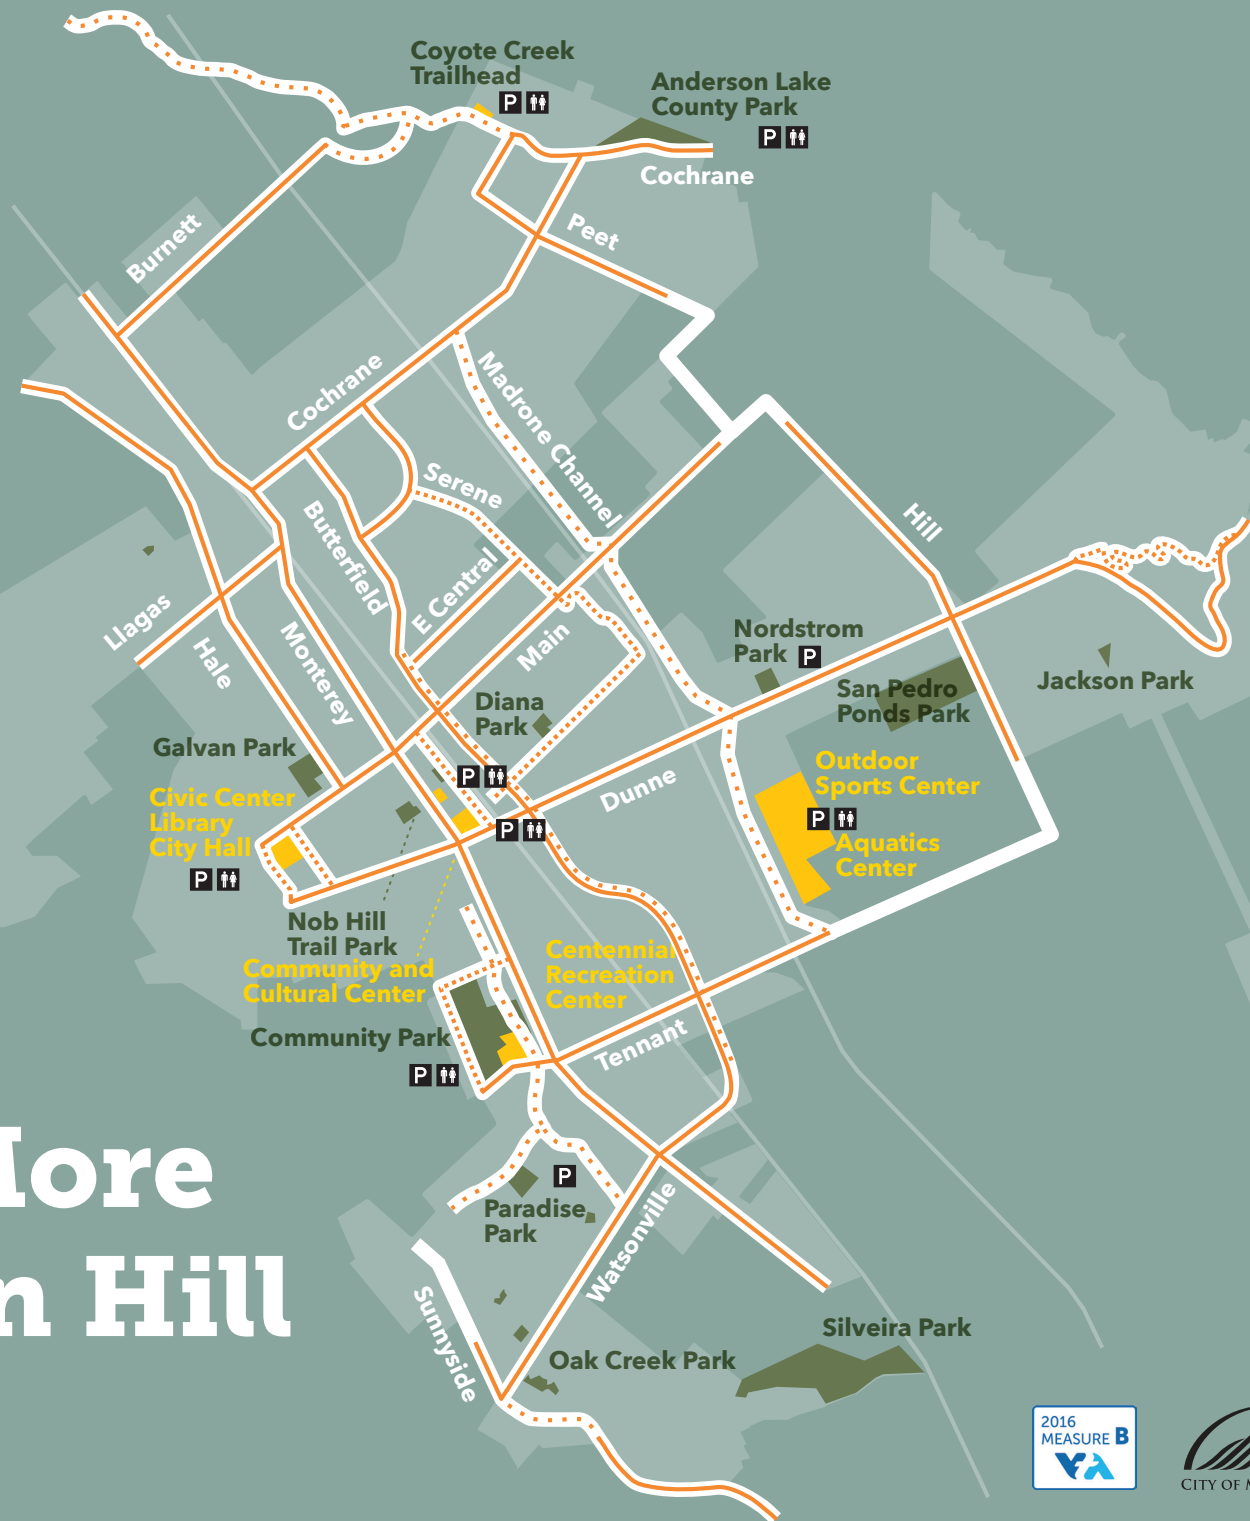 Coyote Creek
Trailhead
P
Anderson Lake
County Park
P
Cochrane
Peet
Burnett
Cochrane
Madrone Channel
Serene
Butterfield
E Central
Hill
Llagas
Hale
Monterey
Main
Nordstrom
Park P
San Pedro
Ponds Park
Jackson Park
Diana
Park
Galvan Park
P
Dunne
Outdoor
Sports Center
P
Aquatics
Center
Civic Center
Library
City Hall
P
P
Nob Hill
Trail Park
Community and
Cultural Center
Centennial
Recreation
Center
Community Park
P
Tennant
P
Paradise
Park
Watsonville
Sunnyside
Silveira Park
Oak Creek Park
More
n Hill
2016
MEASURE B
VTA
CITY OF M